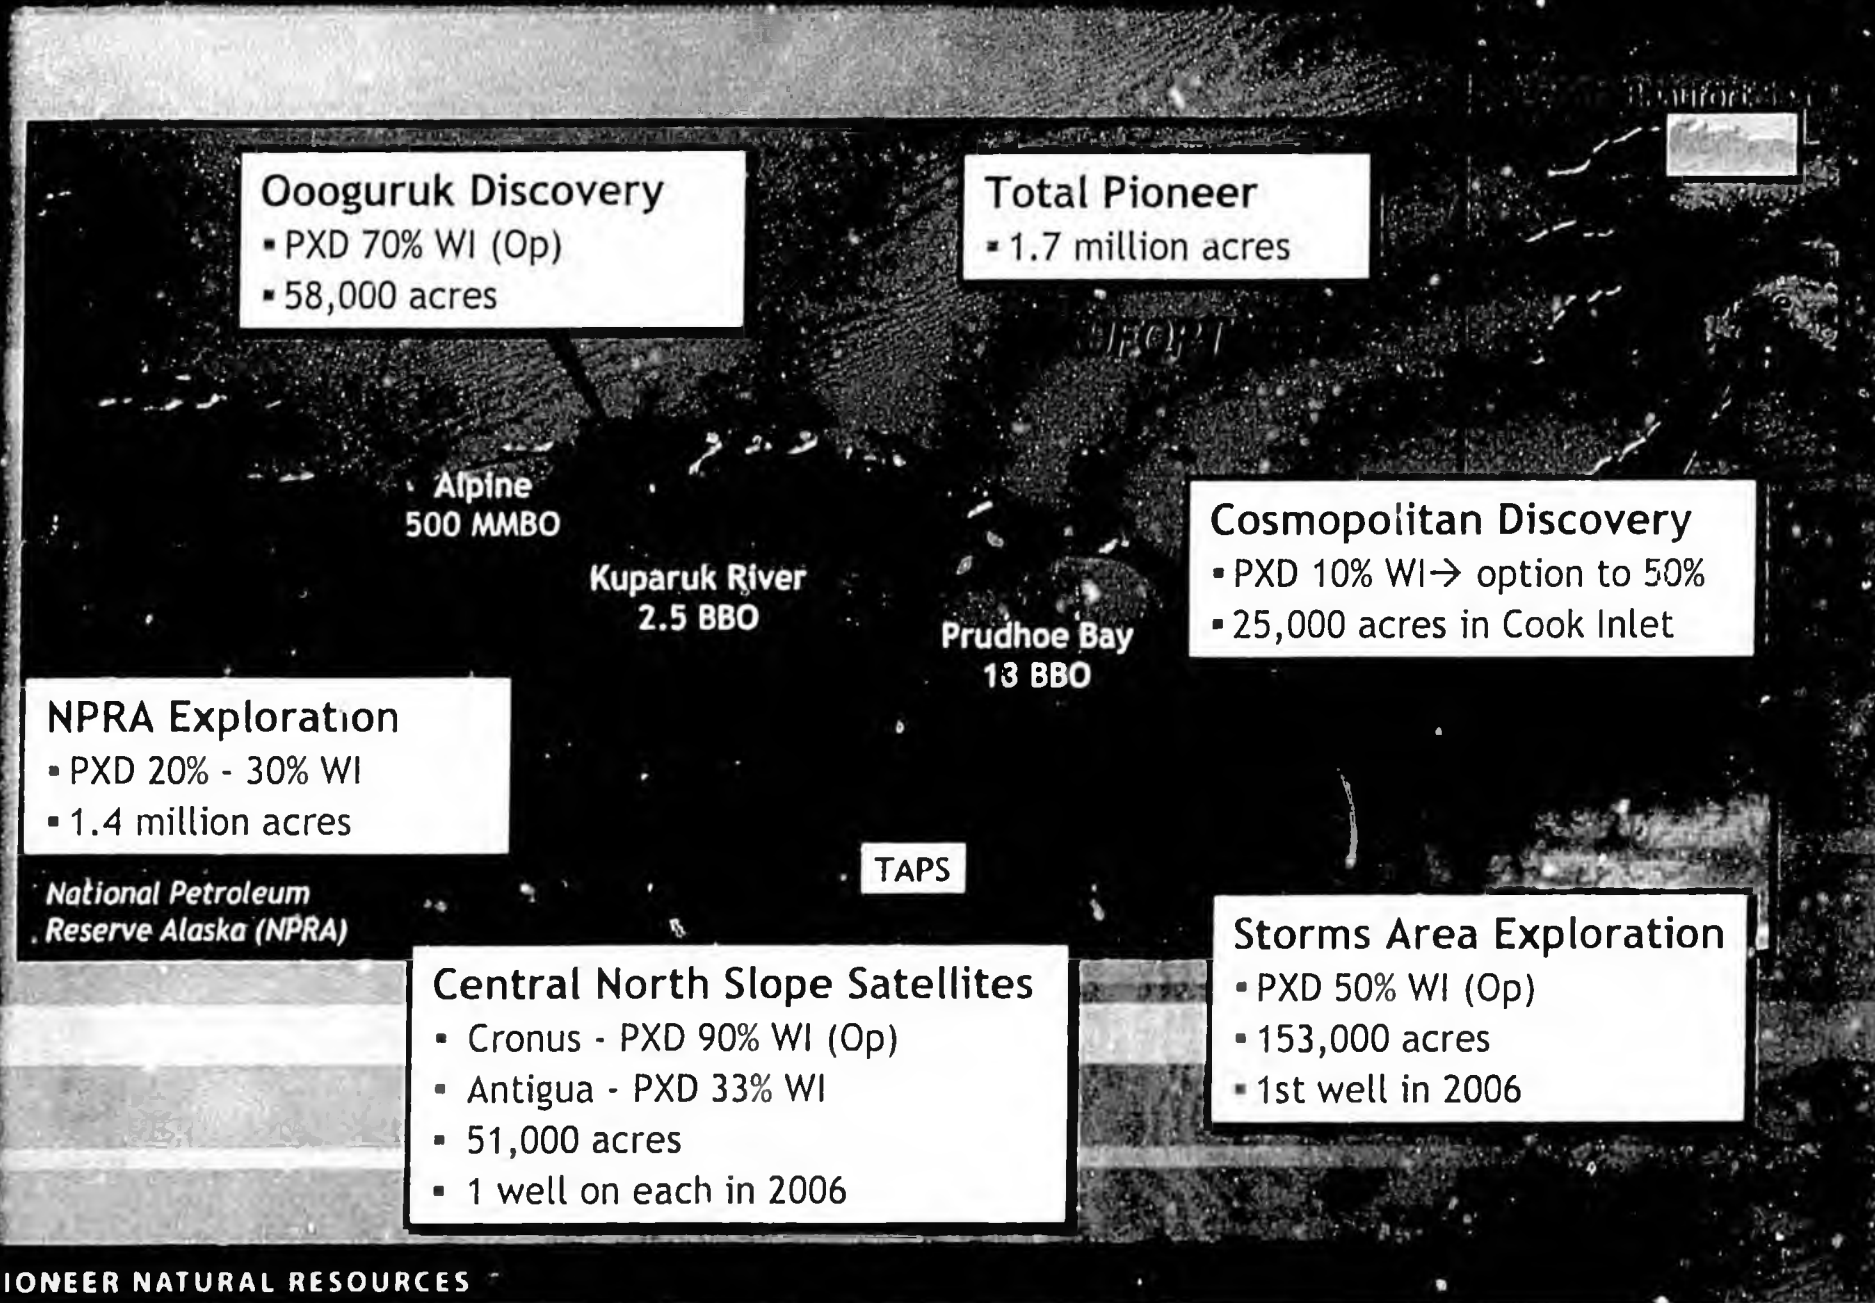 Oooguruk Discovery
▪ PXD 70% WI (Op)
▪ 58,000 acres
Total Pioneer
▪ 1.7 million acres
Alpine
500 MMBO
Kuparuk River
2.5 BBO
Prudhoe Bay
13 BBO
Cosmopolitan Discovery
▪ PXD 10% WI→ option to 50%
▪ 25,000 acres in Cook Inlet
NPRA Exploration
▪ PXD 20% - 30% WI
▪ 1.4 million acres
TAPS
National Petroleum
Reserve Alaska (NPRA)
Central North Slope Satellites
▪ Cronus - PXD 90% WI (Op)
▪ Antigua - PXD 33% WI
▪ 51,000 acres
▪ 1 well on each in 2006
Storms Area Exploration
▪ PXD 50% WI (Op)
▪ 153,000 acres
▪ 1st well in 2006
IONEER NATURAL RESOURCES